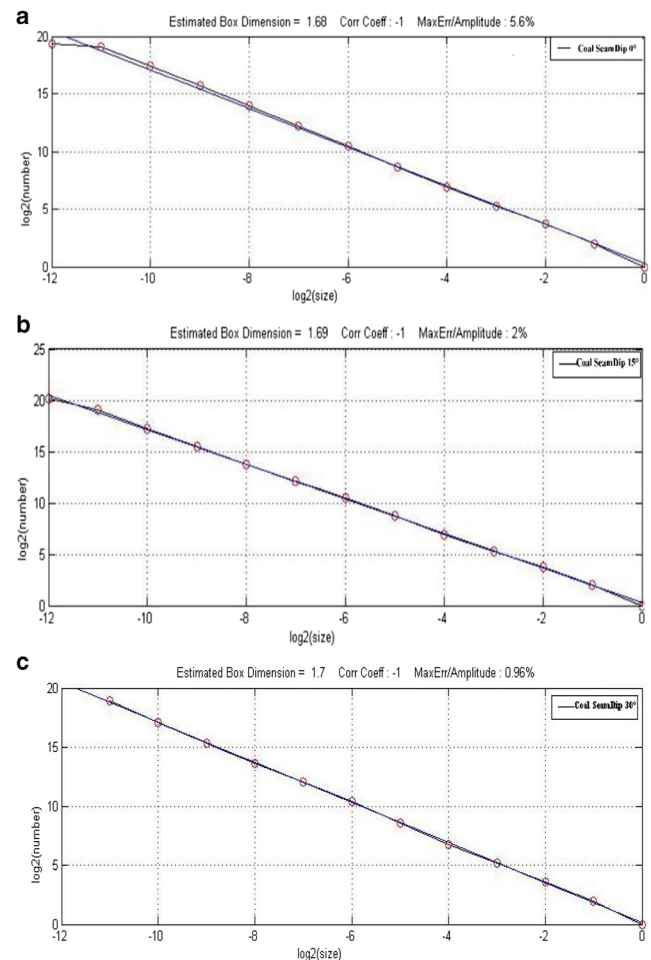 a
Estimated Box Dimension = 1.68 Corr Coeff : -1 MaxErr/Amplitude : 5.6%
20
15
10
5
0
log2(number)
Coal SeamDip 0°
-12 -10 -8 -6 -4 -2 0
log2(size)
b
Estimated Box Dimension = 1.69 Corr Coeff : -1 MaxErr/Amplitude : 2%
25
20
15
10
5
0
log2(number)
Coal SeamDip 15°
-12 -10 -8 -6 -4 -2 0
log2(size)
c
Estimated Box Dimension = 1.7 Corr Coeff : -1 MaxErr/Amplitude : 0.96%
20
15
10
5
0
log2(number)
Coal SeamDip 30°
-12 -10 -8 -6 -4 -2 0
log2(size)